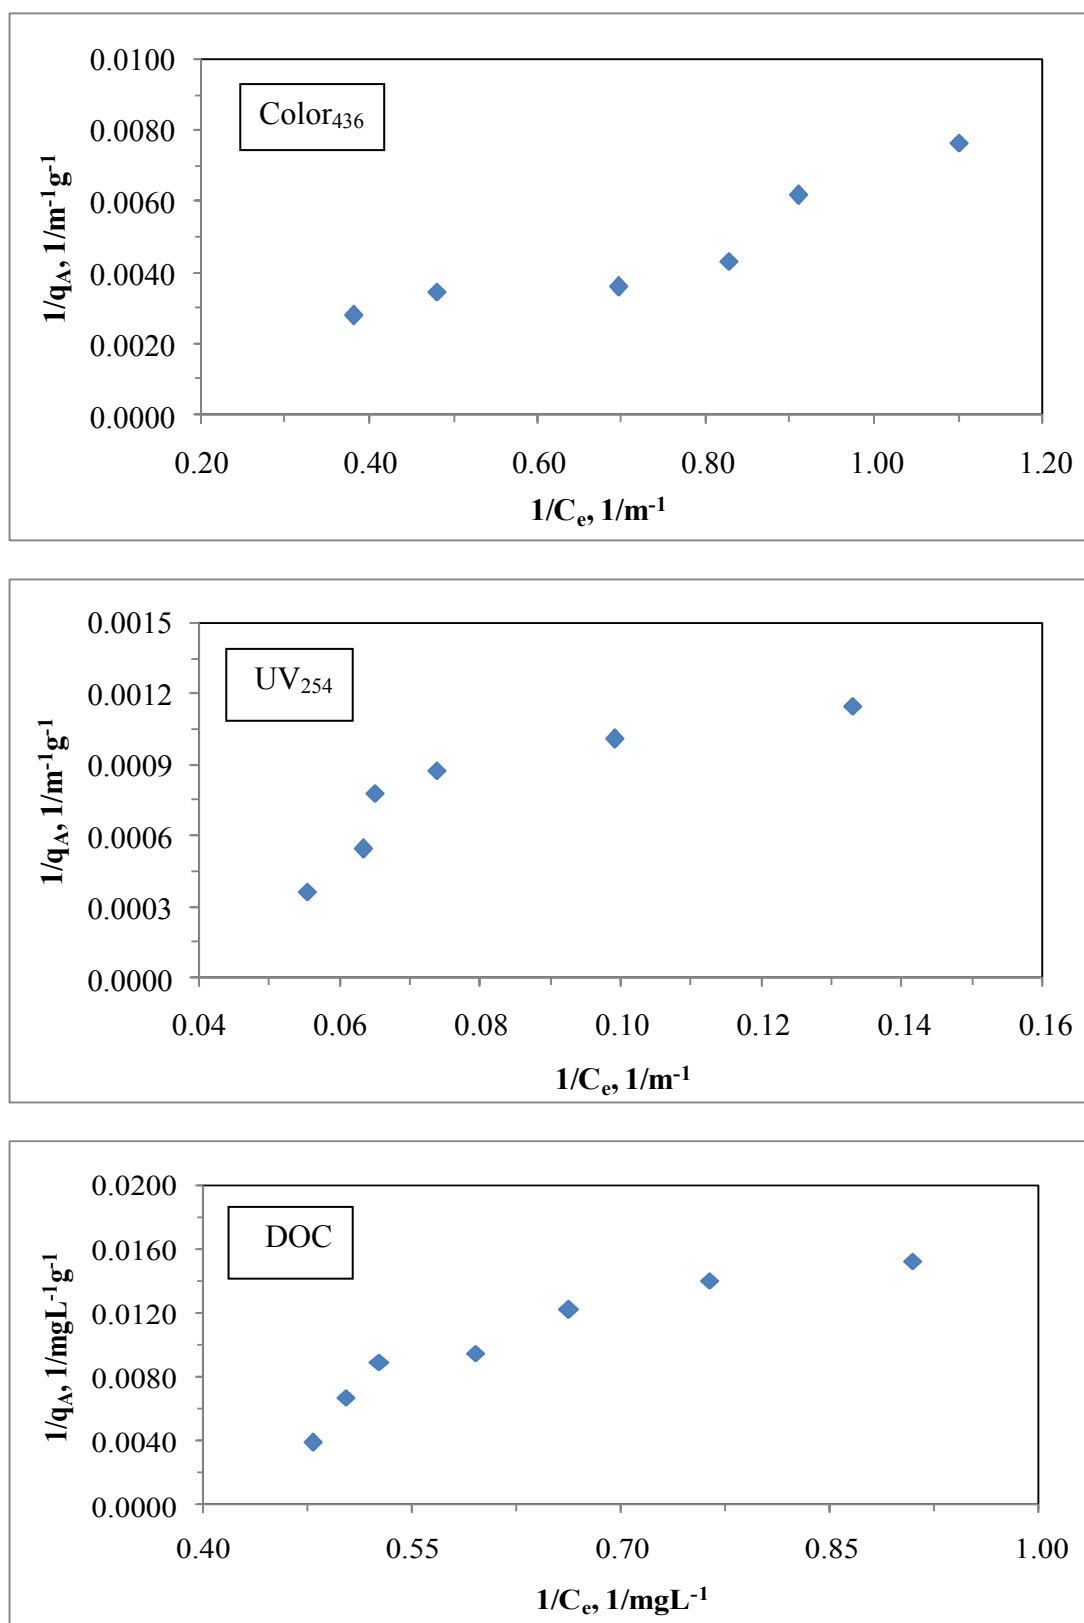 0.0100
0.0080
0.0060
0.0040
0.0020
0.0000
Color₄₃₆
1/q_A, 1/m⁻¹g⁻¹
0.20 0.40 0.60 0.80 1.00 1.20
1/Cₑ, 1/m⁻¹
0.0015
0.0012
0.0009
0.0006
0.0003
0.0000
UV₂₅₄
1/q_A, 1/m⁻¹g⁻¹
0.04 0.06 0.08 0.10 0.12 0.14 0.16
1/Cₑ, 1/m⁻¹
0.0200
0.0160
0.0120
0.0080
0.0040
0.0000
DOC
1/q_A, 1/mgL⁻¹g⁻¹
0.40 0.55 0.70 0.85 1.00
1/Cₑ, 1/mgL⁻¹